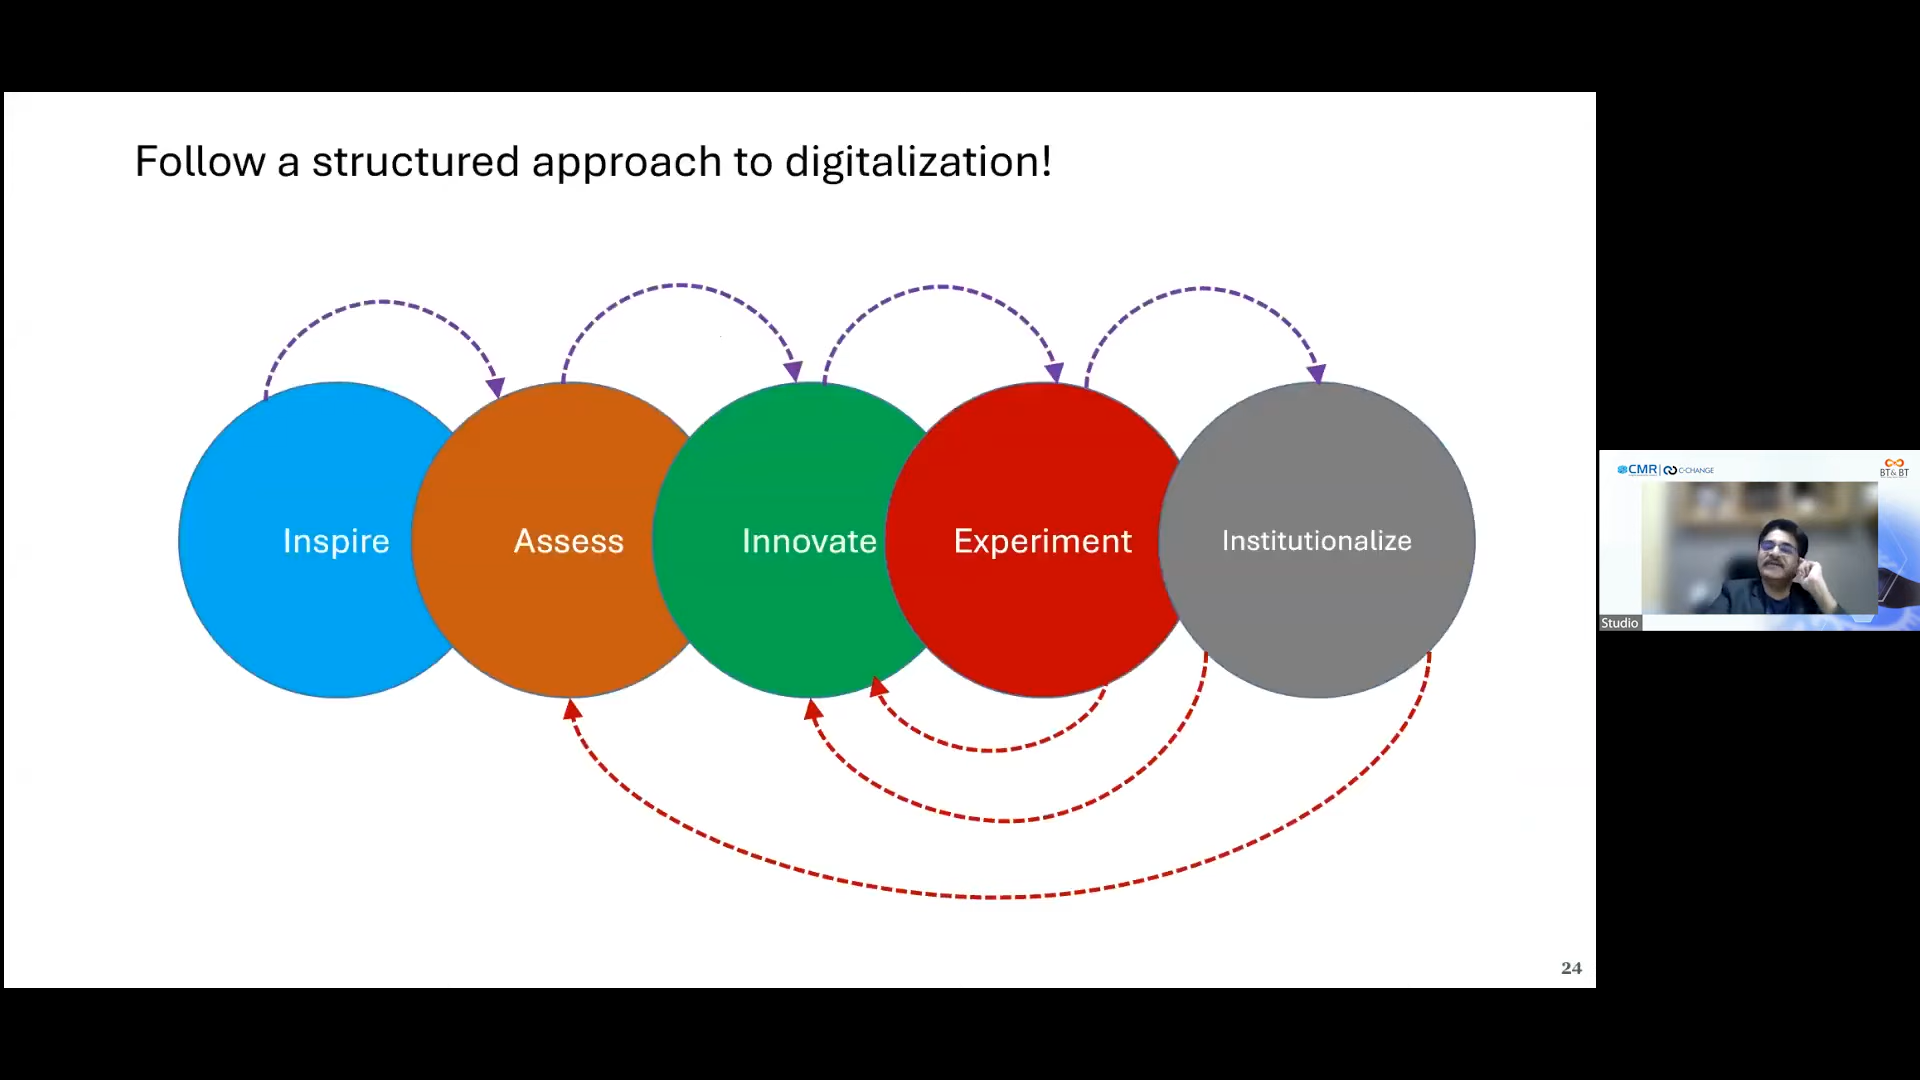 Follow a structured approach to digitalization!
Inspire
Assess
Innovate
Experiment
Institutionalize
24
CMR
C-CHANGE
BT& BT
Studio